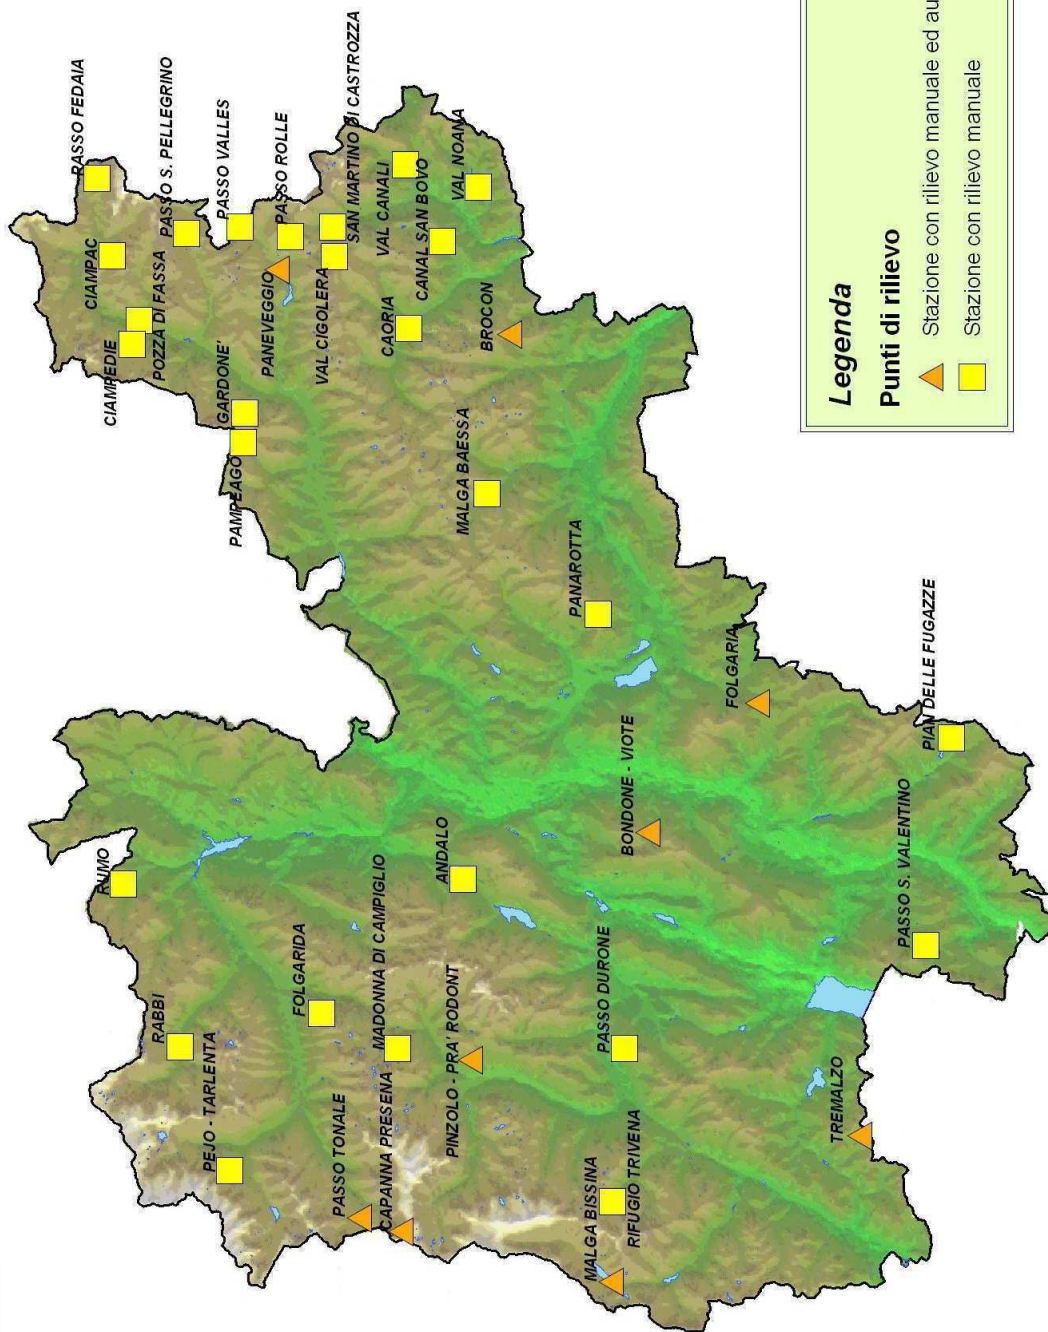 PASSO FEDAIA
CIAMPAC
PASSO S. PELLEGRINO
CIAMPEDIE
POZZA DI FASSA
PASSO VALLES
GARDONE'
PAMPEAGO
PANEVEGGIO
PASSO ROLLE
VAL CIGOLERA
SAN MARTINO DI CASTROZZA
VAL CANALI
CAORIA
CANAL SAN BOVO
VAL NOANA
BROCON
MALGA BAESSA
PANAROTTA
FOLGARIA
PIAN DELLE FUGAZZE
BONDONE - VIOTE
PASSO S. VALENTINO
RUMO
ANDALO
RABBI
FOLGARIDA
MADONNA DI CAMPIGLIO
PEJO - TARLENTA
PASSO TONALE
CAPANNA PRESENA
PINZOLO - PRA' RODONT
PASSO DURONE
MALGA BISSINA
RIFUGIO TRIVENA
TREMALZO
Legenda
Punti di rilievo
Stazione con rilievo manuale ed au
Stazione con rilievo manuale